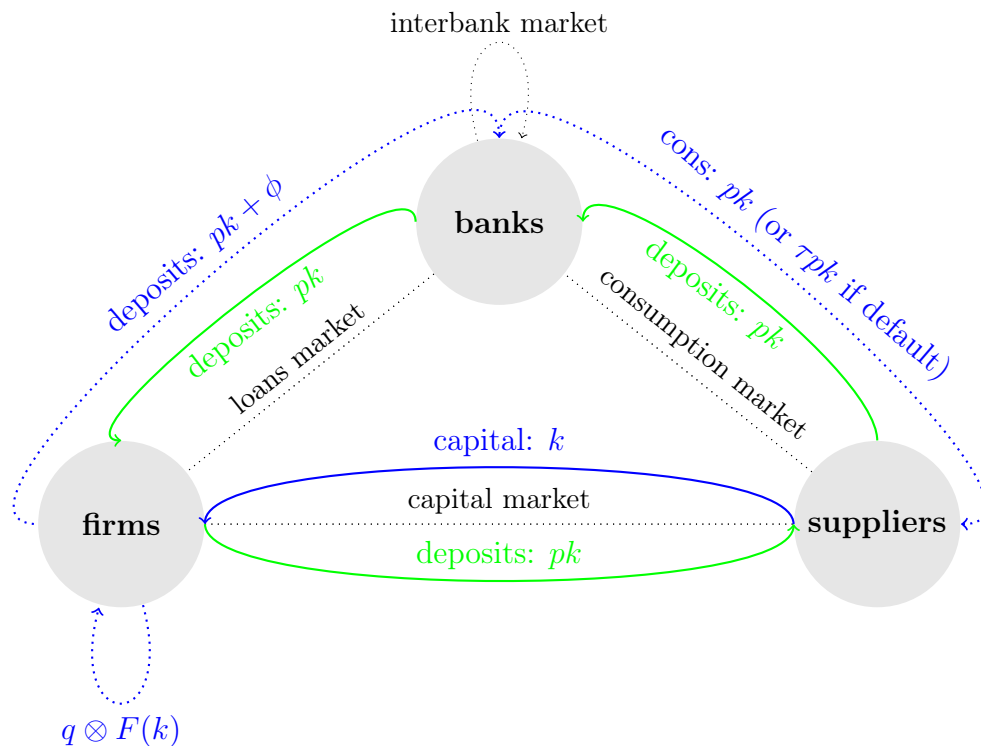 interbank market
cons: pk (or τpk if default)
deposits: pk + ϕ
banks
deposits: pk
deposits: pk
consumption market
loans market
capital: k
capital market
firms
suppliers
deposits: pk
q ⊗ F(k)